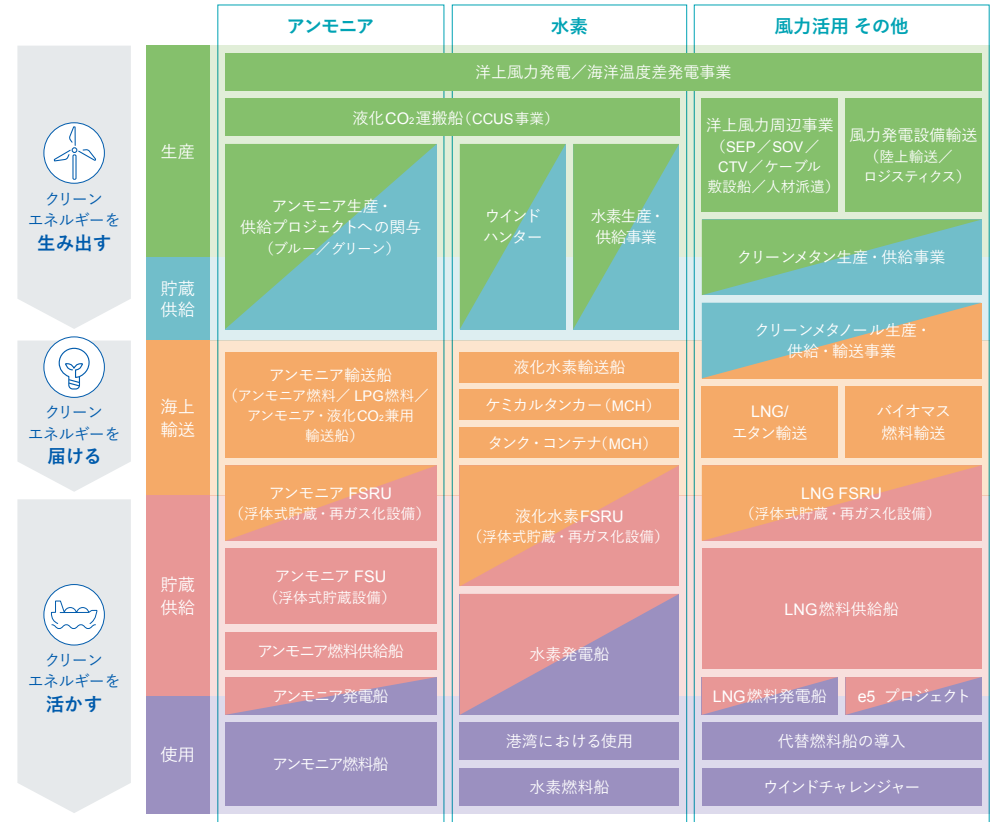 アンモニア
水素
風力活用 その他
クリーン
エネルギーを
生み出す
生産
貯蔵
供給
洋上風力発電／海洋温度差発電事業
液化CO₂運搬船（CCUS事業）
アンモニア生産・
供給プロジェクトへの関与
（ブルー／グリーン）
ウインド
ハンター
水素生産・
供給事業
洋上風力周辺事業
（SEP／SOV／
CTV／ケーブル
敷設船／人材派遣）
風力発電設備輸送
（陸上輸送／
ロジスティクス）
クリーンメタン生産・供給事業
クリーンメタノール生産・
供給・輸送事業
クリーン
エネルギーを
届ける
海上
輸送
アンモニア輸送船
（アンモニア燃料／LPG燃料／
アンモニア・液化CO₂兼用
輸送船）
液化水素輸送船
ケミカルタンカー（MCH）
タンク・コンテナ（MCH）
LNG/
エタン輸送
バイオマス
燃料輸送
アンモニア FSRU
（浮体式貯蔵・再ガス化設備）
液化水素FSRU
（浮体式貯蔵・再ガス化設備）
LNG FSRU
（浮体式貯蔵・再ガス化設備）
クリーン
エネルギーを
活かす
貯蔵
供給
アンモニア FSU
（浮体式貯蔵設備）
アンモニア燃料供給船
アンモニア発電船
水素発電船
LNG燃料供給船
LNG燃料発電船
e5 プロジェクト
使用
アンモニア燃料船
港湾における使用
水素燃料船
代替燃料船の導入
ウインドチャレンジャー